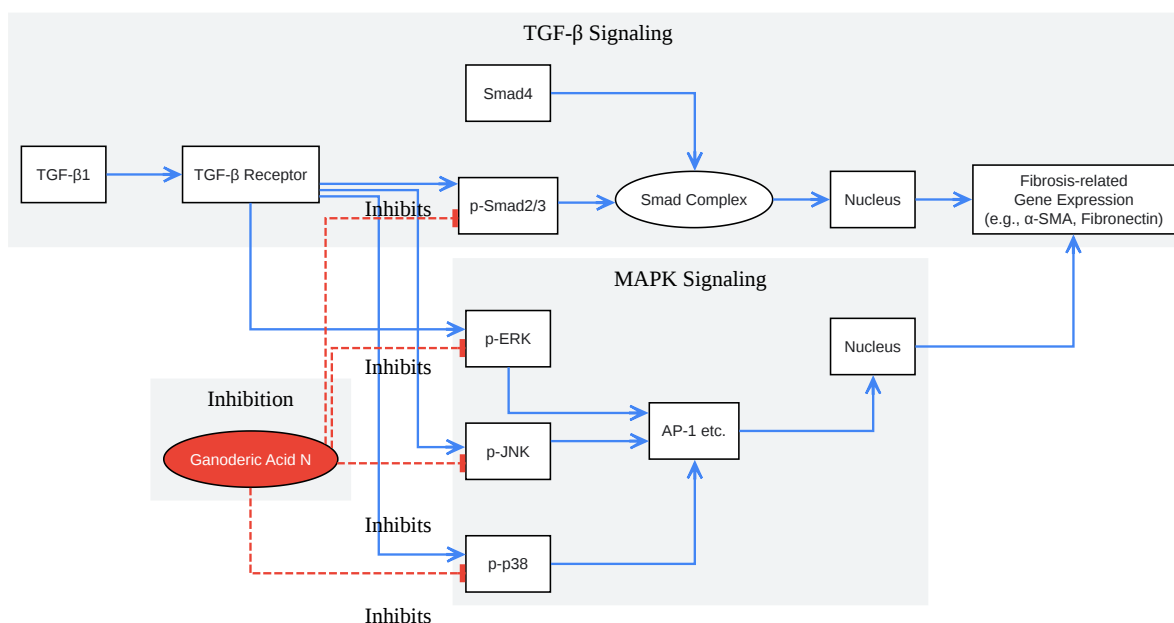 TGF-β Signaling
Smad4
TGF-β1
TGF-β Receptor
p-Smad2/3
Smad Complex
Nucleus
Fibrosis-related
Gene Expression
(e.g., α-SMA, Fibronectin)
Inhibits
MAPK Signaling
p-ERK
Nucleus
Inhibits
Inhibition
Ganoderic Acid N
p-JNK
AP-1 etc.
Inhibits
p-p38
Inhibits